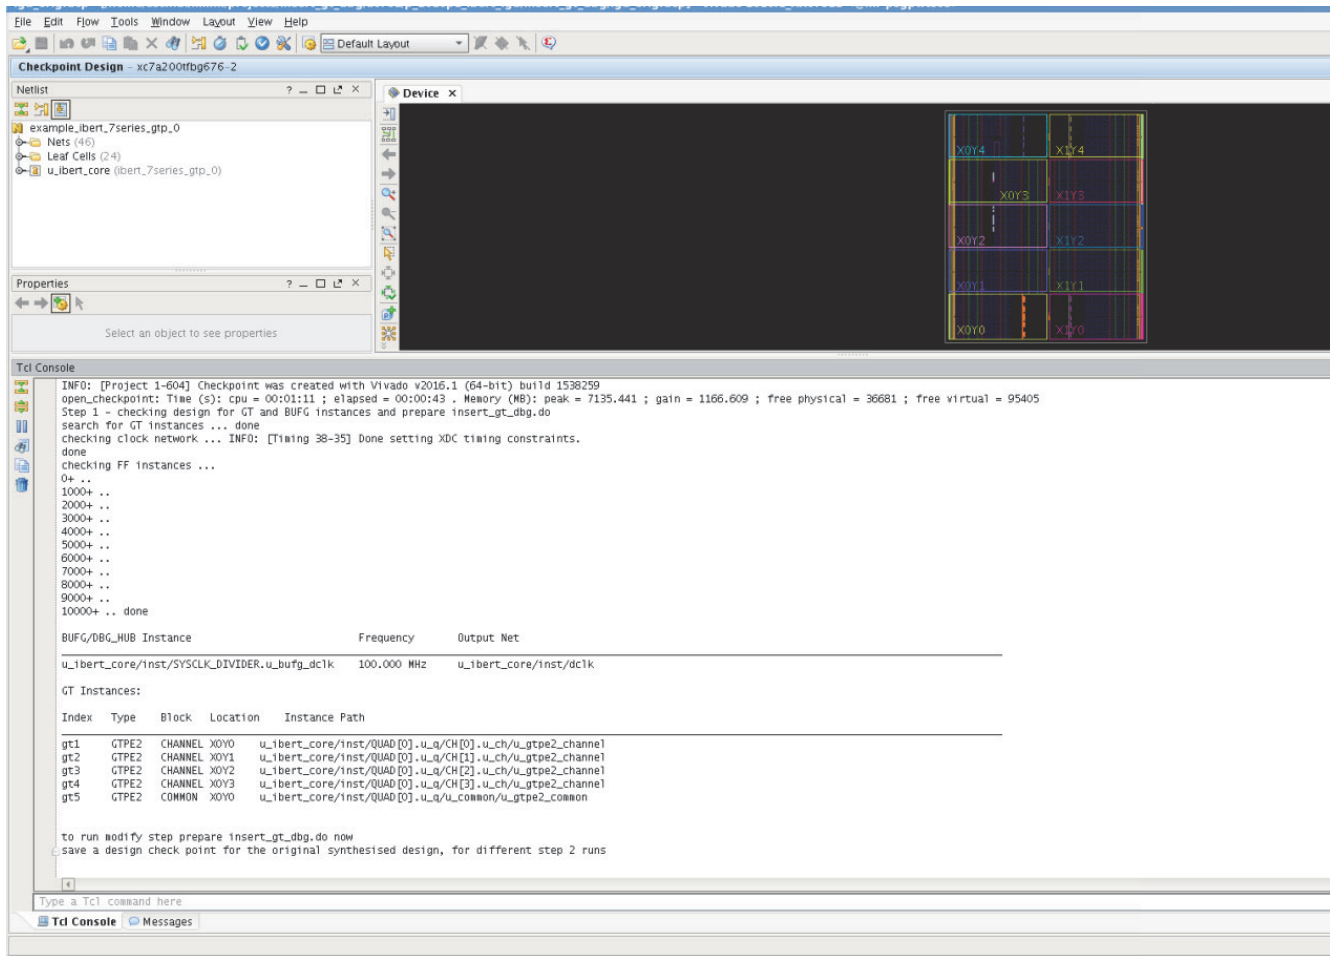 File Edit Flow Tools Window Layout View Help
Default Layout
Checkpoint Design - xc7a200tfbg676-2
Netlist
example_ibert_7series_gtp_0
Nets (46)
Leaf Cells (24)
u_ibert_core (ibert_7series_gtp_0)
Properties
Select an object to see properties
Device
X0Y4 X1Y4
X0Y3 X1Y3
X0Y2 X1Y2
X0Y1 X1Y1
X0Y0 X1Y0
Tcl Console
INFO: [Project 1-604] Checkpoint was created with Vivado v2016.1 (64-bit) build 1538259
open_checkpoint: Time (s): cpu = 00:01:11 ; elapsed = 00:00:43 . Memory (MB): peak = 7135.441 ; gain = 1166.609 ; free physical = 36681 ; free virtual = 95405
Step 1 - checking design for GT and BUFG instances and prepare insert_gt_dbg.do
search for GT instances ... done
checking clock network ... INFO: [Timing 38-35] Done setting XDC timing constraints.
done
checking FF instances ...
0+ ..
1000+ ..
2000+ ..
3000+ ..
4000+ ..
5000+ ..
6000+ ..
7000+ ..
8000+ ..
9000+ ..
10000+ .. done
BUFG/DBG_HUB Instance Frequency Output Net
u_ibert_core/inst/SYSCLK_DIVIDER.u_bufg_dclk 100.000 MHz u_ibert_core/inst/dclk
GT Instances:
Index Type Block Location Instance Path
gt1 GTPE2 CHANNEL X0Y0 u_ibert_core/inst/QUAD[0].u_q/CH[0].u_ch/u_gtpe2_channel
gt2 GTPE2 CHANNEL X0Y1 u_ibert_core/inst/QUAD[0].u_q/CH[1].u_ch/u_gtpe2_channel
gt3 GTPE2 CHANNEL X0Y2 u_ibert_core/inst/QUAD[0].u_q/CH[2].u_ch/u_gtpe2_channel
gt4 GTPE2 CHANNEL X0Y3 u_ibert_core/inst/QUAD[0].u_q/CH[3].u_ch/u_gtpe2_channel
gt5 GTPE2 COMMON X0Y0 u_ibert_core/inst/QUAD[0].u_q/u_common/u_gtpe2_common
to run modify step prepare insert_gt_dbg.do now
save a design check point for the original synthesised design, for different step 2 runs
Type a Tcl command here
Tcl Console Messages